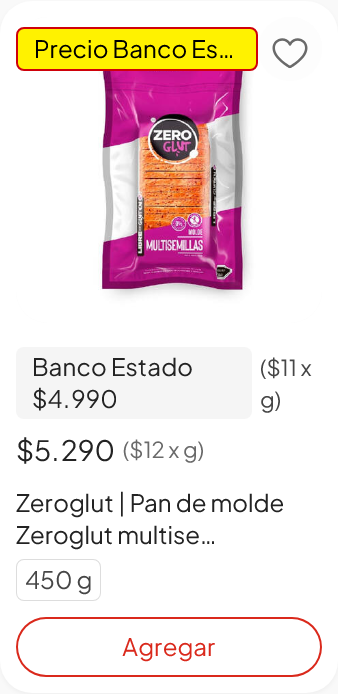 Precio Banco Es...
ZERO
GLUT
MOLDE
MULTISEMILLAS
Banco Estado
$4.990
($11 x
g)
$5.290 ($12 x g)
Zeroglut | Pan de molde
Zeroglut multise...
450 g
Agregar